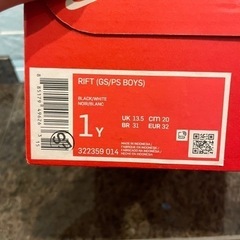 RIFT (GS/PS BOYS)
BLACK/WHITE
NOIR/BLANC
1Y
UK 13.5 cm 20
BR 31 EUR 32
322359 014